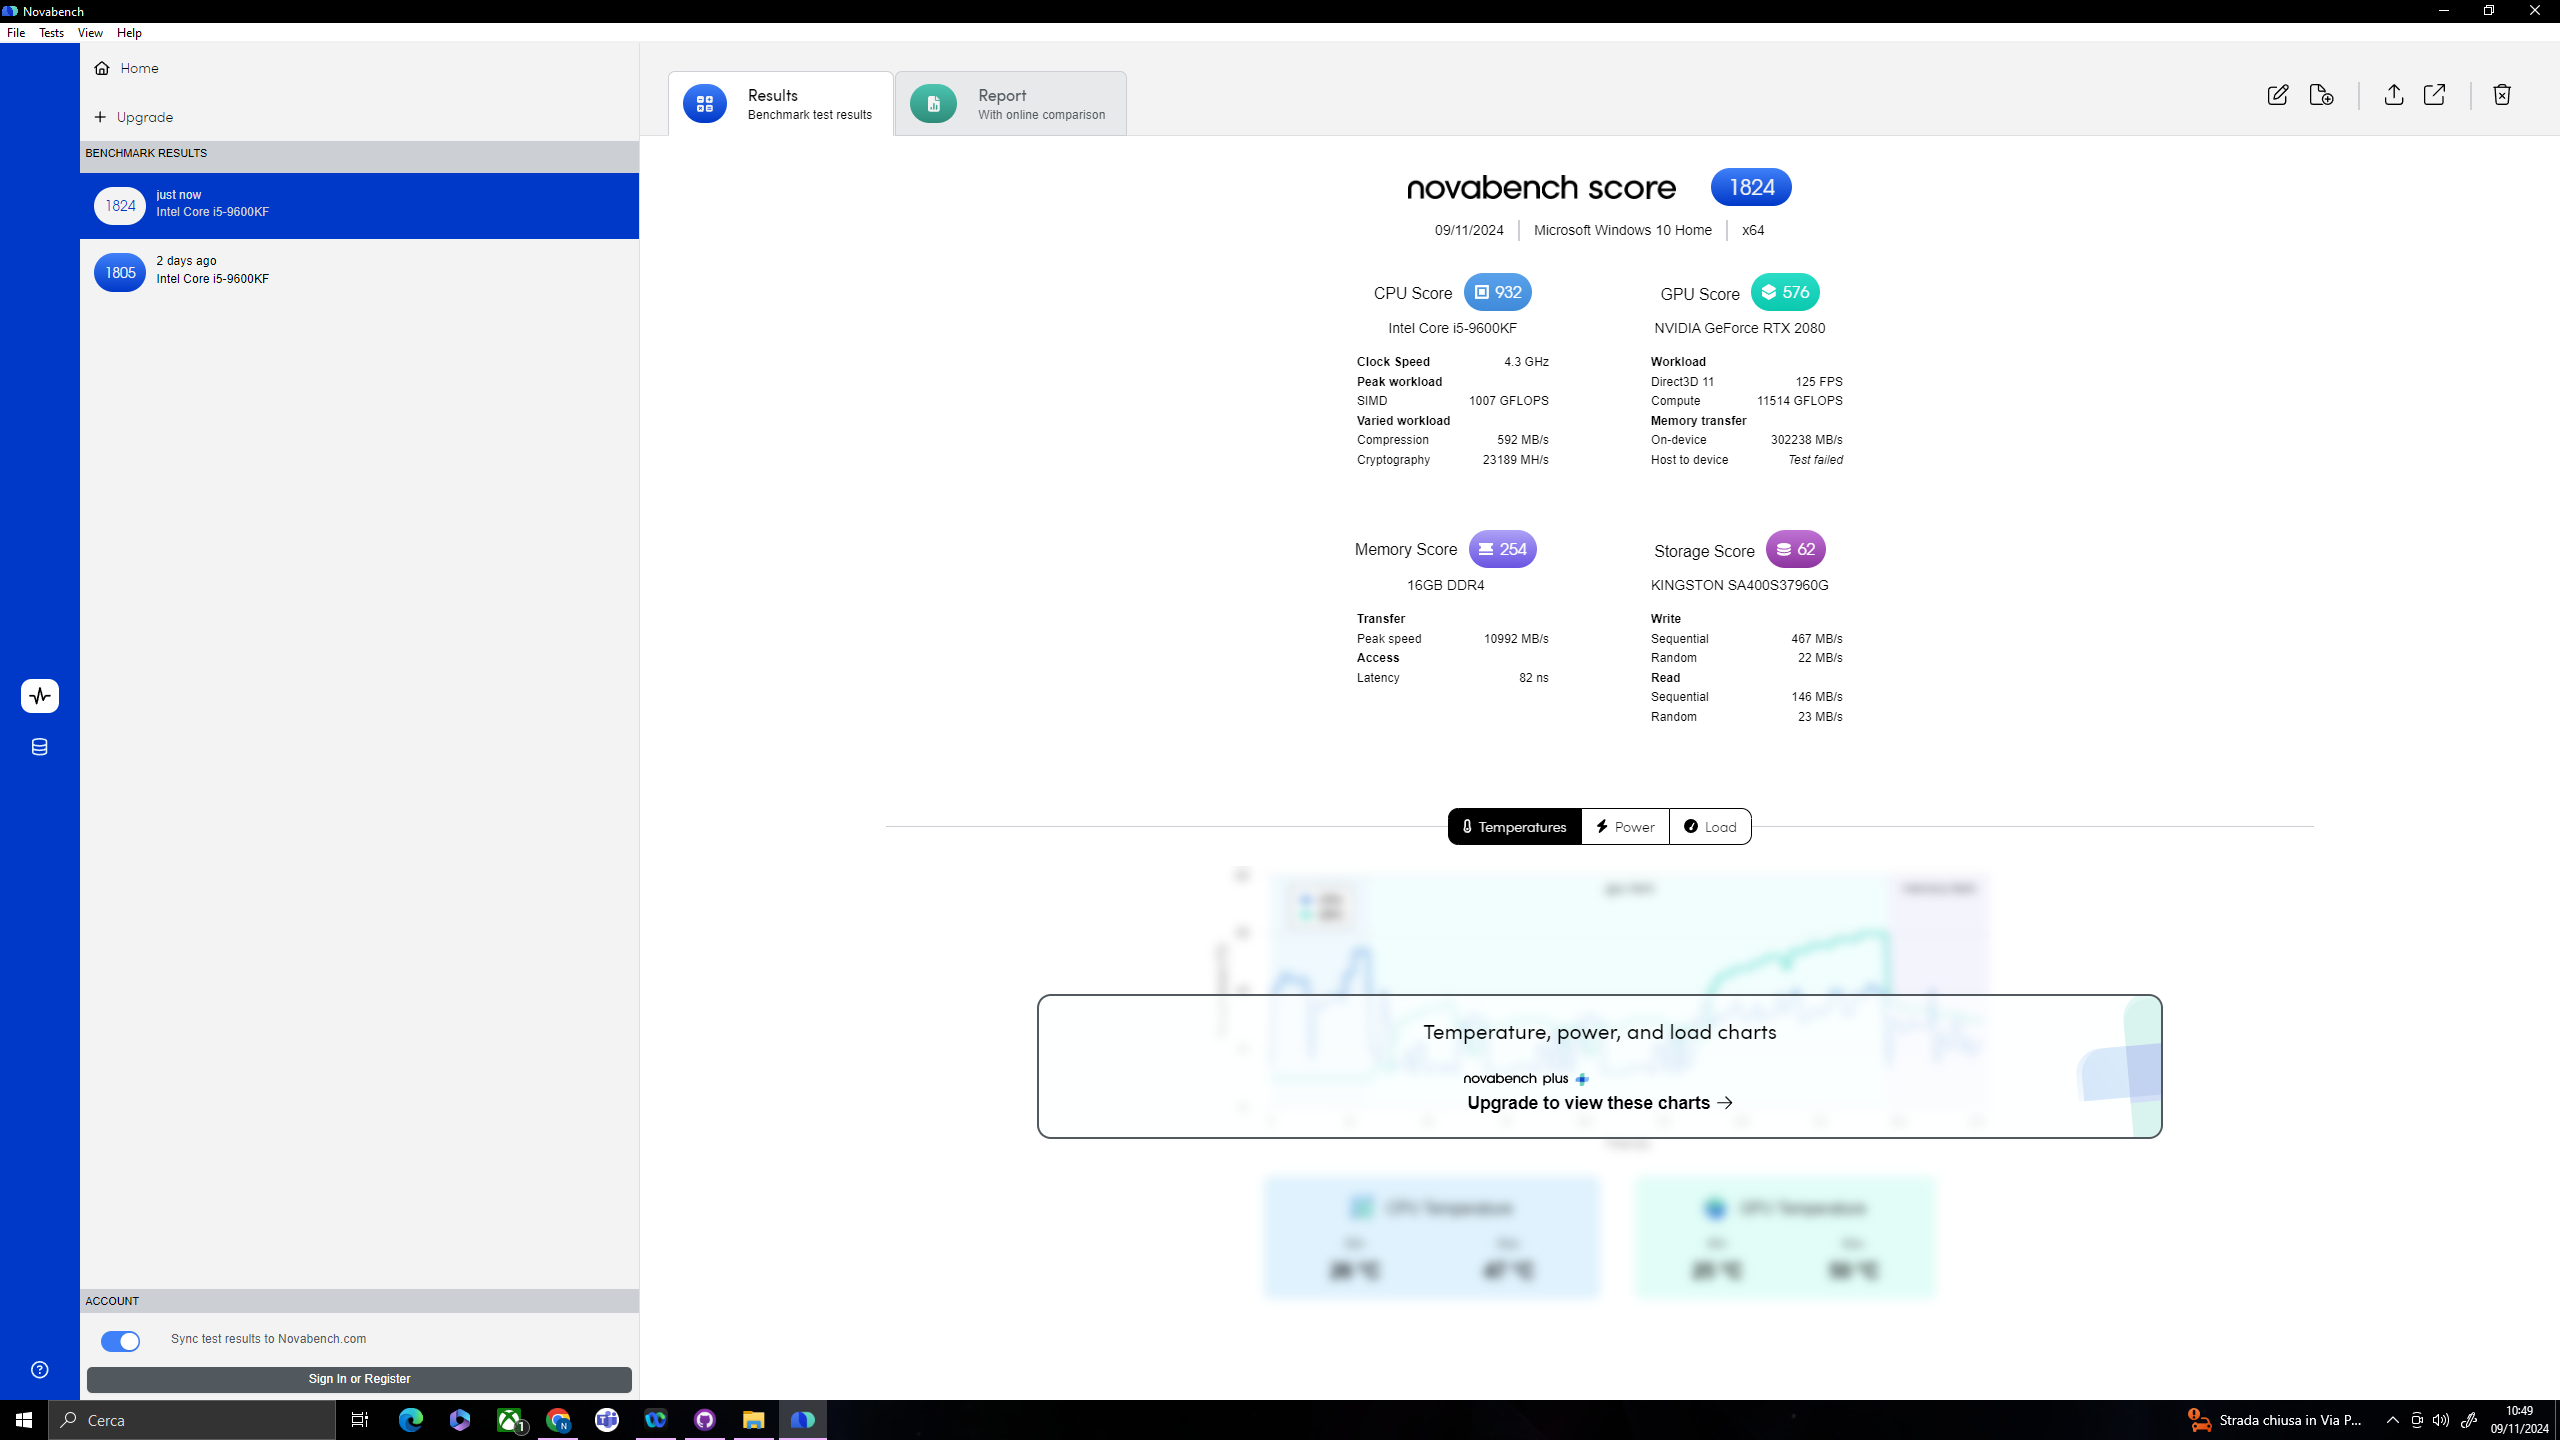 Novabench
File Tests View Help
Home
Upgrade
BENCHMARK RESULTS
1824 just now
Intel Core i5-9600KF
1805 2 days ago
Intel Core i5-9600KF
ACCOUNT
Sync test results to Novabench.com
Sign In or Register
Results
Benchmark test results
Report
With online comparison
novabench score 1824
09/11/2024 Microsoft Windows 10 Home x64
CPU Score 932
Intel Core i5-9600KF
Clock Speed 4.3 GHz
Peak workload
SIMD 1007 GFLOPS
Varied workload
Compression 592 MB/s
Cryptography 23189 MH/s
GPU Score 576
NVIDIA GeForce RTX 2080
Workload
Direct3D 11 125 FPS
Compute 11514 GFLOPS
Memory transfer
On-device 302238 MB/s
Host to device Test failed
Memory Score 254
16GB DDR4
Transfer
Peak speed 10992 MB/s
Access
Latency 82 ns
Storage Score 62
KINGSTON SA400S37960G
Write
Sequential 467 MB/s
Random 22 MB/s
Read
Sequential 146 MB/s
Random 23 MB/s
Temperatures Power Load
Temperature, power, and load charts
novabench plus
Upgrade to view these charts →
CPU Temperature
GPU Temperature
Cerca
1
N
Strada chiusa in Via P...
10:49
09/11/2024